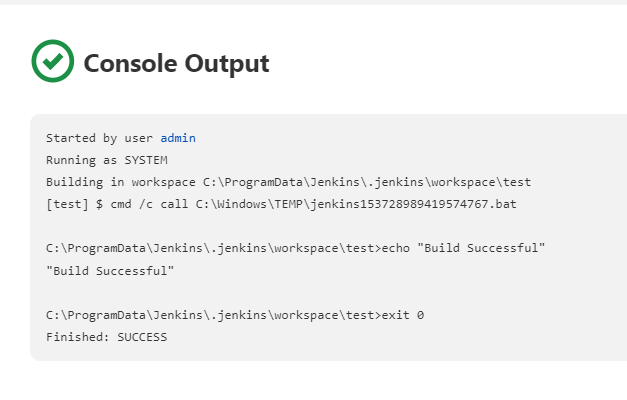 Console Output
Started by user admin
Running as SYSTEM
Building in workspace C:\ProgramData\Jenkins\.jenkins\workspace\test
[test] $ cmd /c call C:\Windows\TEMP\jenkins153728989419574767.bat
C:\ProgramData\Jenkins\.jenkins\workspace\test>echo "Build Successful"
"Build Successful"
C:\ProgramData\Jenkins\.jenkins\workspace\test>exit 0
Finished: SUCCESS